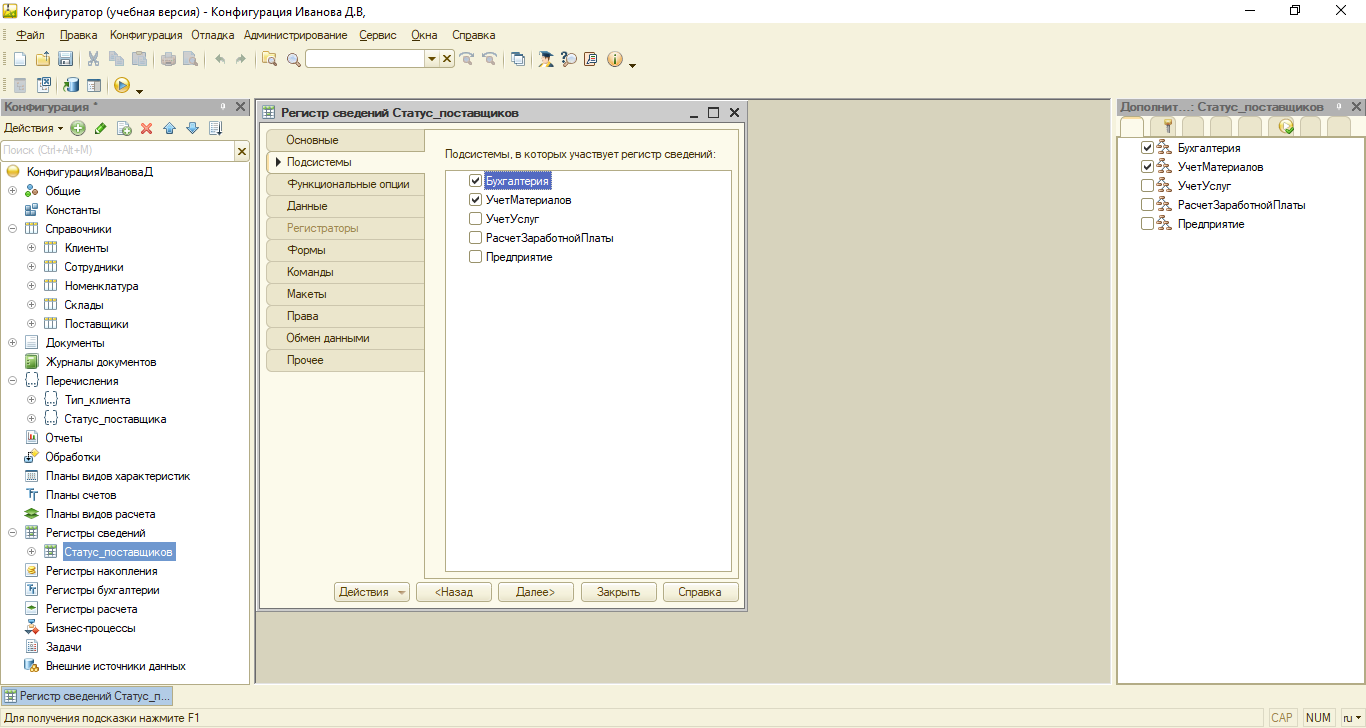 Конфигуратор (учебная версия) - Конфигурация Иванова Д.В,
Файл Правка Конфигурация Отладка Администрирование Сервис Окна Справка
Конфигурация *
Действия
Поиск (Ctrl+Alt+M)
КонфигурацияИвановаД
Общие
Константы
Справочники
Клиенты
Сотрудники
Номенклатура
Склады
Поставщики
Документы
Журналы документов
Перечисления
Тип_клиента
Статус_поставщика
Отчеты
Обработки
Планы видов характеристик
Планы счетов
Планы видов расчета
Регистры сведений
Статус_поставщиков
Регистры накопления
Регистры бухгалтерии
Регистры расчета
Бизнес-процессы
Задачи
Внешние источники данных
Регистр сведений Статус_поставщиков
Основные
Подсистемы
Функциональные опции
Данные
Регистраторы
Формы
Команды
Макеты
Права
Обмен данными
Прочее
Подсистемы, в которых участвует регистр сведений:
Бухгалтерия
УчетМатериалов
УчетУслуг
РасчетЗаработнойПлаты
Предприятие
Действия <Назад Далее> Закрыть Справка
Дополнит...: Статус_поставщиков
Бухгалтерия
УчетМатериалов
УчетУслуг
РасчетЗаработнойПлаты
Предприятие
Регистр сведений Статус_п...
Для получения подсказки нажмите F1
CAP NUM ru